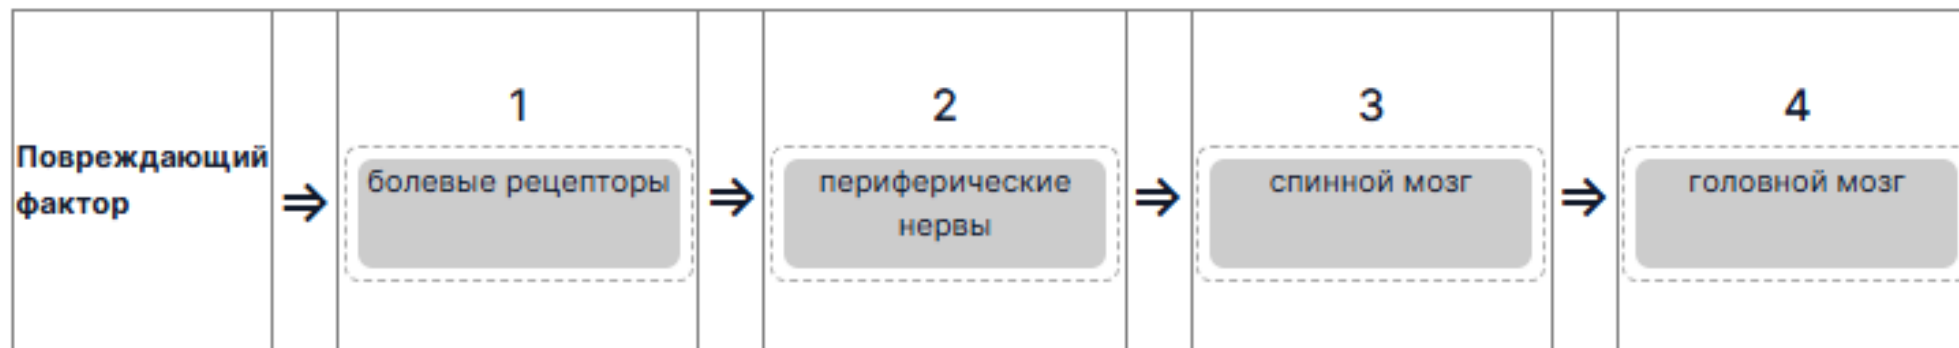 Повреждающий
фактор
⇒
1
болевые рецепторы
⇒
2
периферические
нервы
⇒
3
спинной мозг
⇒
4
головной мозг